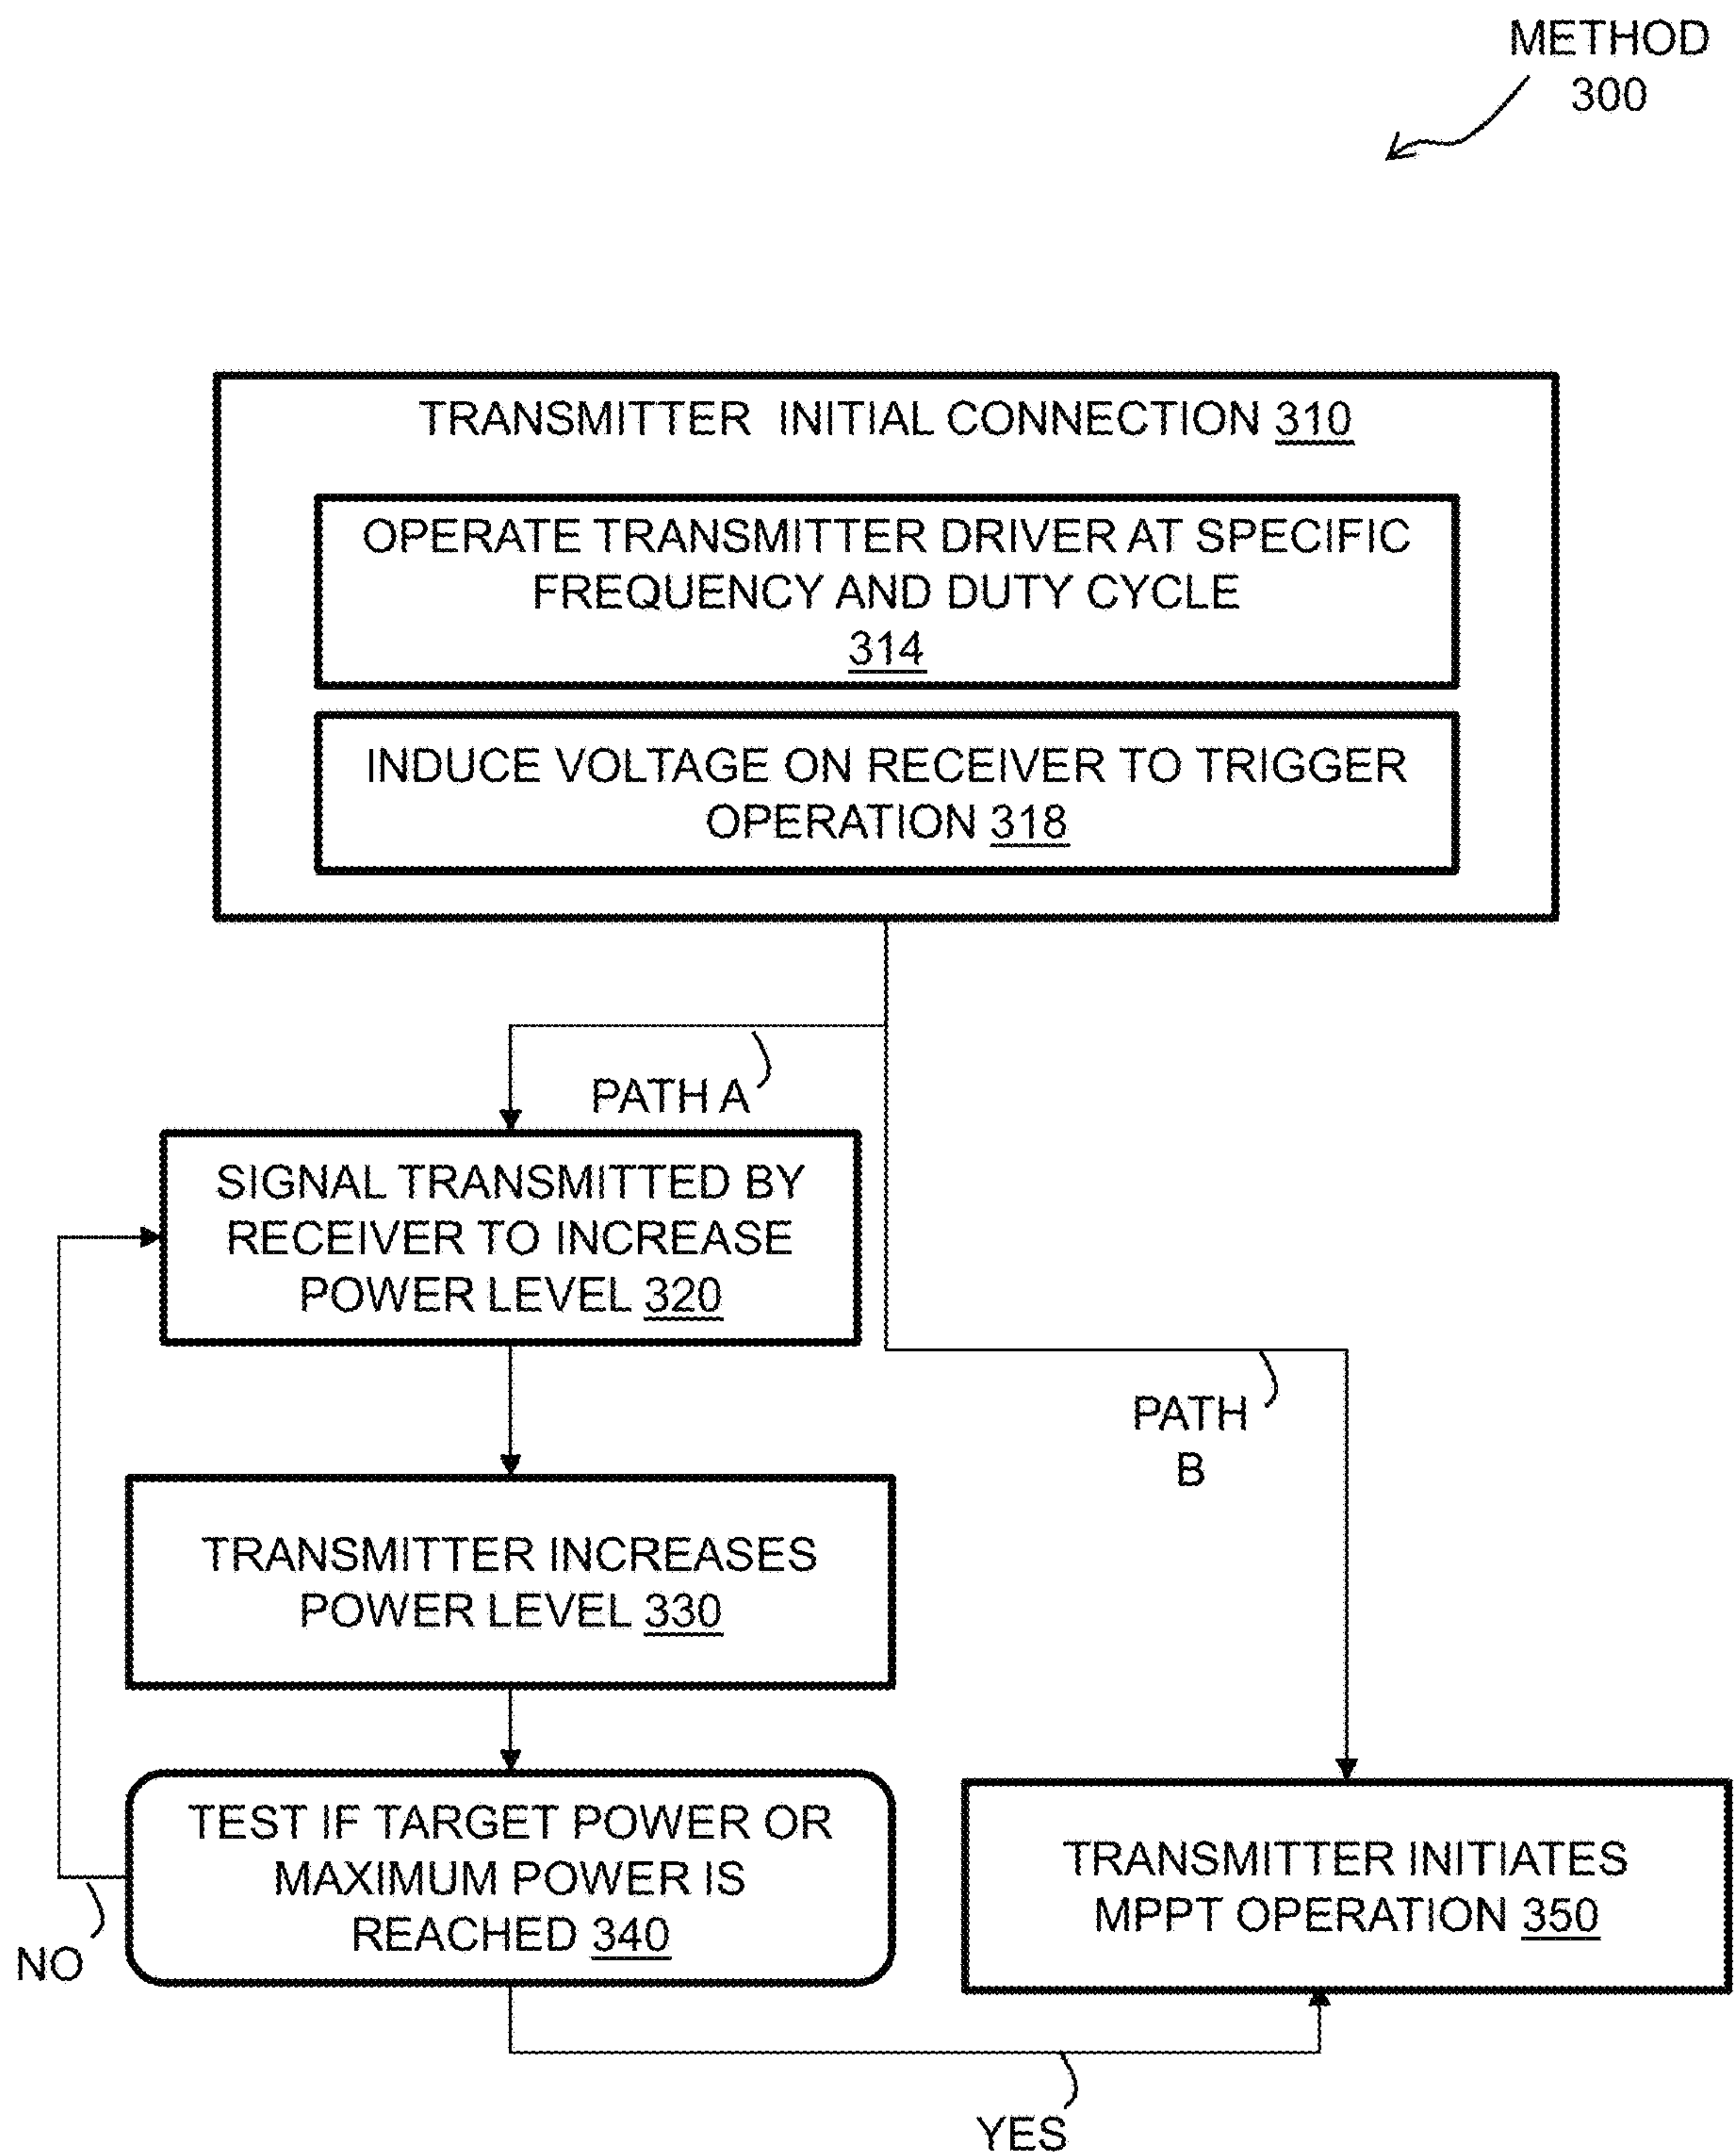 METHOD
300
TRANSMITTER INITIAL CONNECTION 310
OPERATE TRANSMITTER DRIVER AT SPECIFIC
FREQUENCY AND DUTY CYCLE
314
INDUCE VOLTAGE ON RECEIVER TO TRIGGER
OPERATION 318
PATH A
SIGNAL TRANSMITTED BY
RECEIVER TO INCREASE
POWER LEVEL 320
PATH
B
TRANSMITTER INCREASES
POWER LEVEL 330
TEST IF TARGET POWER OR
MAXIMUM POWER IS
REACHED 340
TRANSMITTER INITIATES
MPPT OPERATION 350
NO
YES